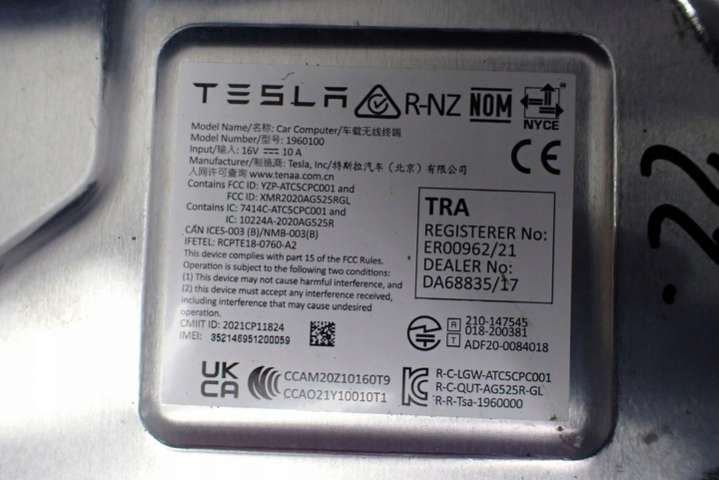 TESLA R-NZ NOM NYCE
Model Name/名称: Car Computer/车载无线终端
Model Number/型号: 1960100
Input/输入: 16V 10 A
Manufacturer/制造商: Tesla, Inc/特斯拉汽车（北京）有限公司
入网许可查询 www.tenaa.com.cn
Contains FCC ID: YZP-ATC5CPC001 and
FCC ID: XMR2020AG525RGL
Contains IC: 7414C-ATC5CPC001 and
IC: 10224A-2020AG525R
CAN ICES-003 (B)/NMB-003(B)
IFETEL: RCPTE18-0760-A2
This device complies with part 15 of the FCC Rules.
Operation is subject to the following two conditions:
(1) This device may not cause harmful interference, and
(2) this device must accept any interference received,
including interference that may cause undesired
operation.
CMIIT ID: 2021CP11824
IMEI: 352146951200059
CE
TRA
REGISTERER No:
ER00962/21
DEALER No:
DA68835/17
R 210-147545
018-200381
T ADF20-0084018
UK
CA
CCAM20Z10160T9
CCAO21Y10010T1
R-C-LGW-ATC5CPC001
R-C-QUT-AG525R-GL
R-R-Tsa-1960000
.22